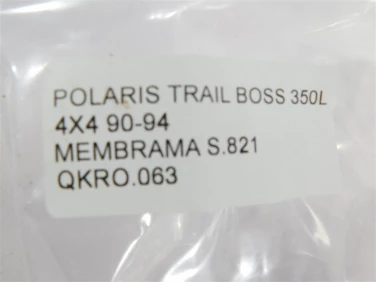 POLARIS TRAIL BOSS 350L
4X4 90-94
MEMBRAMA S.821
QKRO.063